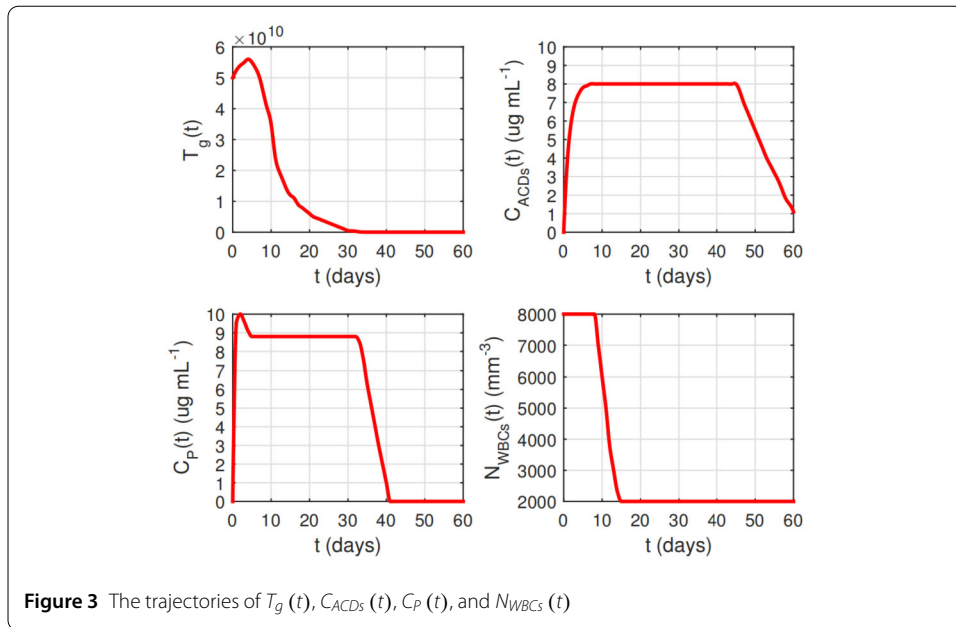 ×10^10
6
5
4
3
2
1
0
T_g(t)
0 10 20 30 40 50 60
t (days)
10
9
8
7
6
5
4
3
2
1
0
C_ACDs(t) (ug mL^-1)
0 10 20 30 40 50 60
t (days)
10
9
8
7
6
5
4
3
2
1
0
C_P(t) (ug mL^-1)
0 10 20 30 40 50 60
t (days)
8000
7000
6000
5000
4000
3000
2000
N_WBCs(t) (mm^-3)
0 10 20 30 40 50 60
t (days)
Figure 3 The trajectories of T_g (t), C_ACDs (t), C_P (t), and N_WBCs (t)